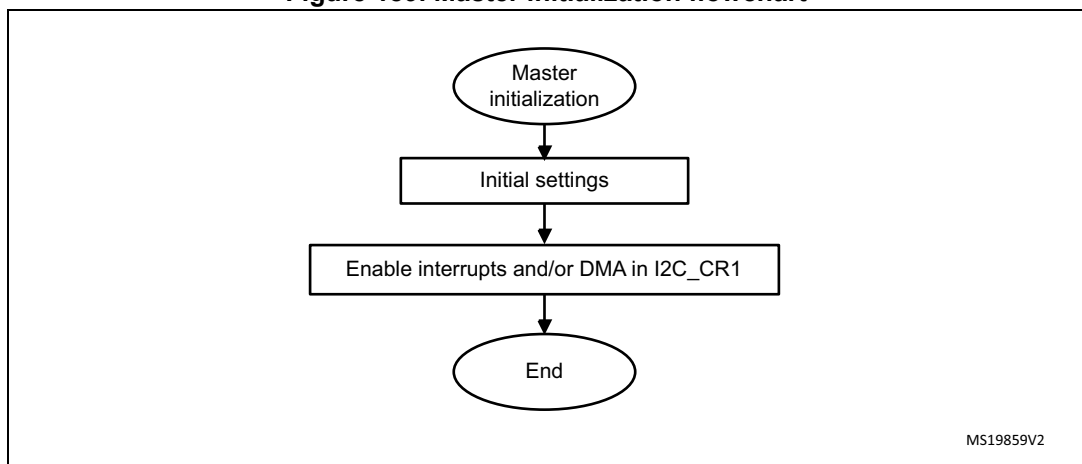 Master
initialization
Initial settings
Enable interrupts and/or DMA in I2C_CR1
End
MS19859V2